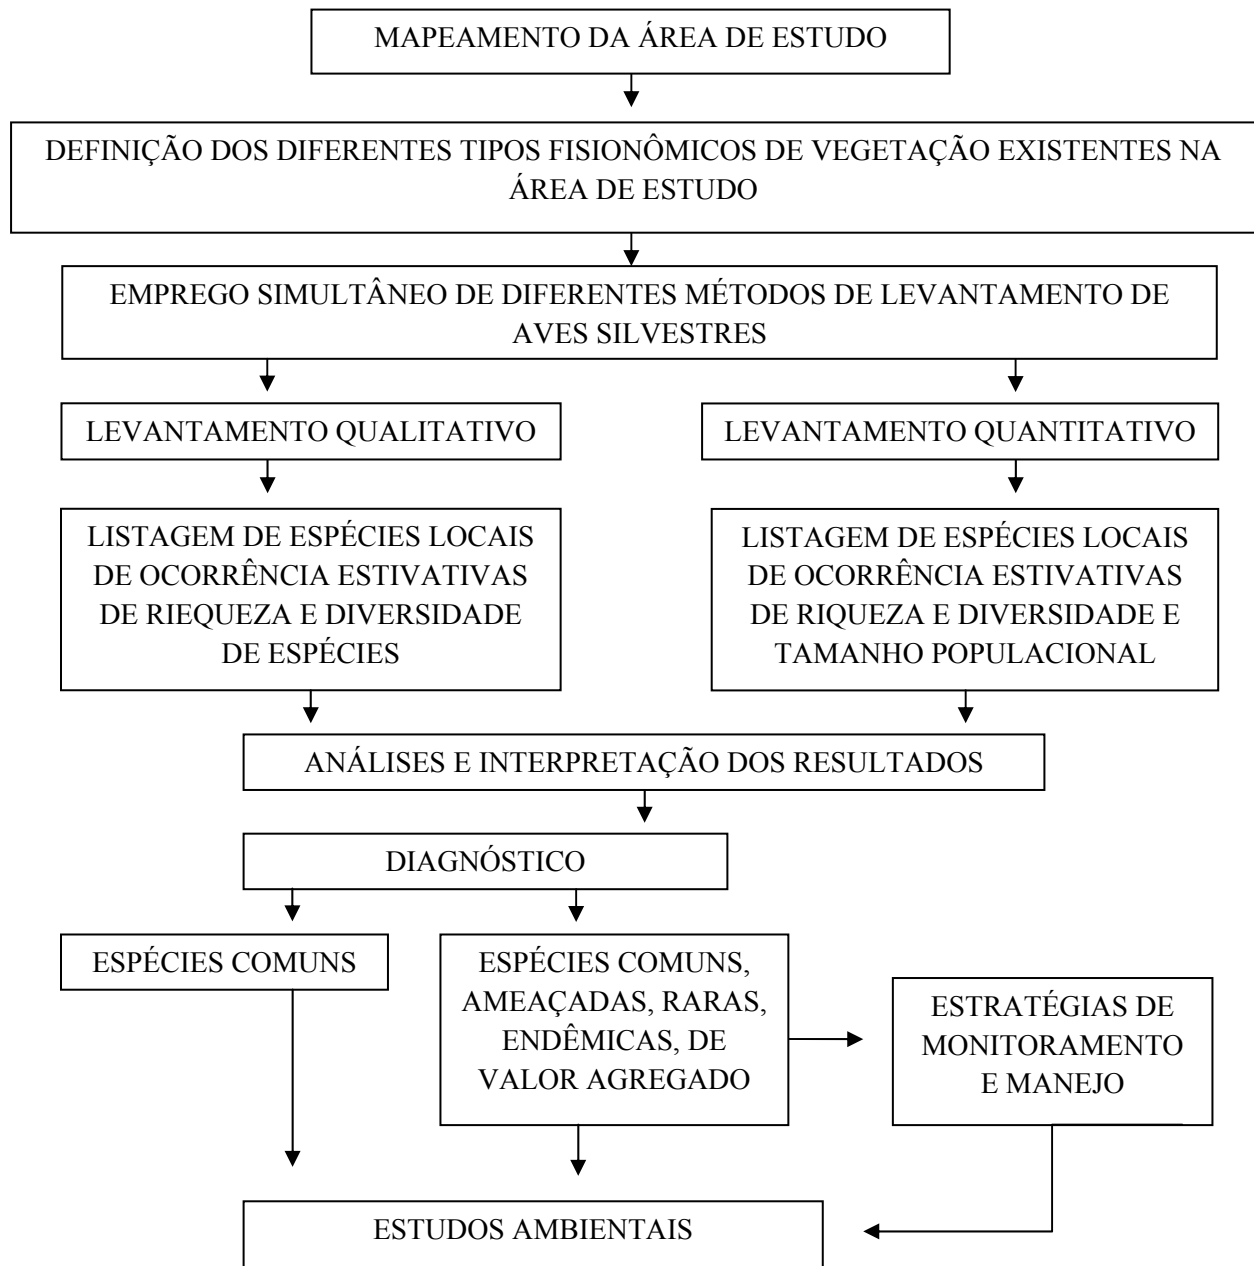 MAPEAMENTO DA ÁREA DE ESTUDO
DEFINIÇÃO DOS DIFERENTES TIPOS FISIONÔMICOS DE VEGETAÇÃO EXISTENTES NA
ÁREA DE ESTUDO
EMPREGO SIMULTÂNEO DE DIFERENTES MÉTODOS DE LEVANTAMENTO DE
AVES SILVESTRES
LEVANTAMENTO QUALITATIVO
LEVANTAMENTO QUANTITATIVO
LISTAGEM DE ESPÉCIES LOCAIS
DE OCORRÊNCIA ESTIVATIVAS
DE RIEQUEZA E DIVERSIDADE
DE ESPÉCIES
LISTAGEM DE ESPÉCIES LOCAIS
DE OCORRÊNCIA ESTIVATIVAS
DE RIQUEZA E DIVERSIDADE E
TAMANHO POPULACIONAL
ANÁLISES E INTERPRETAÇÃO DOS RESULTADOS
DIAGNÓSTICO
ESPÉCIES COMUNS
ESPÉCIES COMUNS,
AMEAÇADAS, RARAS,
ENDÊMICAS, DE
VALOR AGREGADO
ESTRATÉGIAS DE
MONITORAMENTO
E MANEJO
ESTUDOS AMBIENTAIS